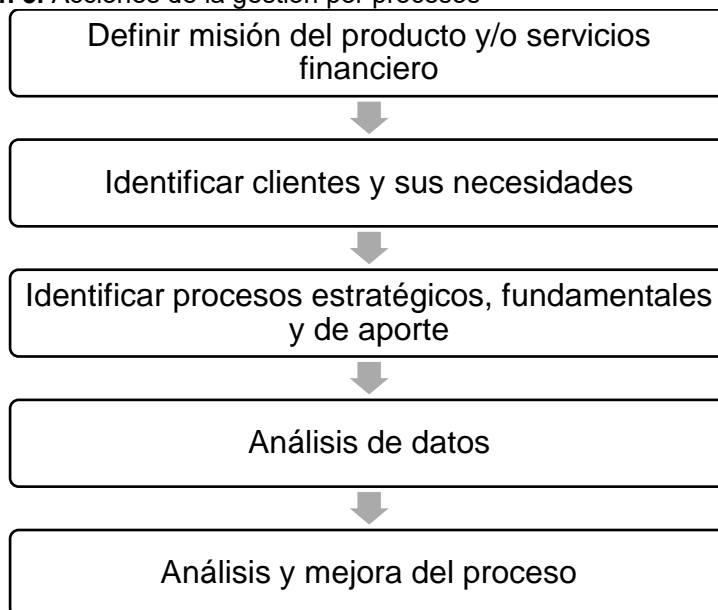 Acciones de la gestión por procesos
Definir misión del producto y/o servicios
financiero
Identificar clientes y sus necesidades
Identificar procesos estratégicos, fundamentales
y de aporte
Análisis de datos
Análisis y mejora del proceso